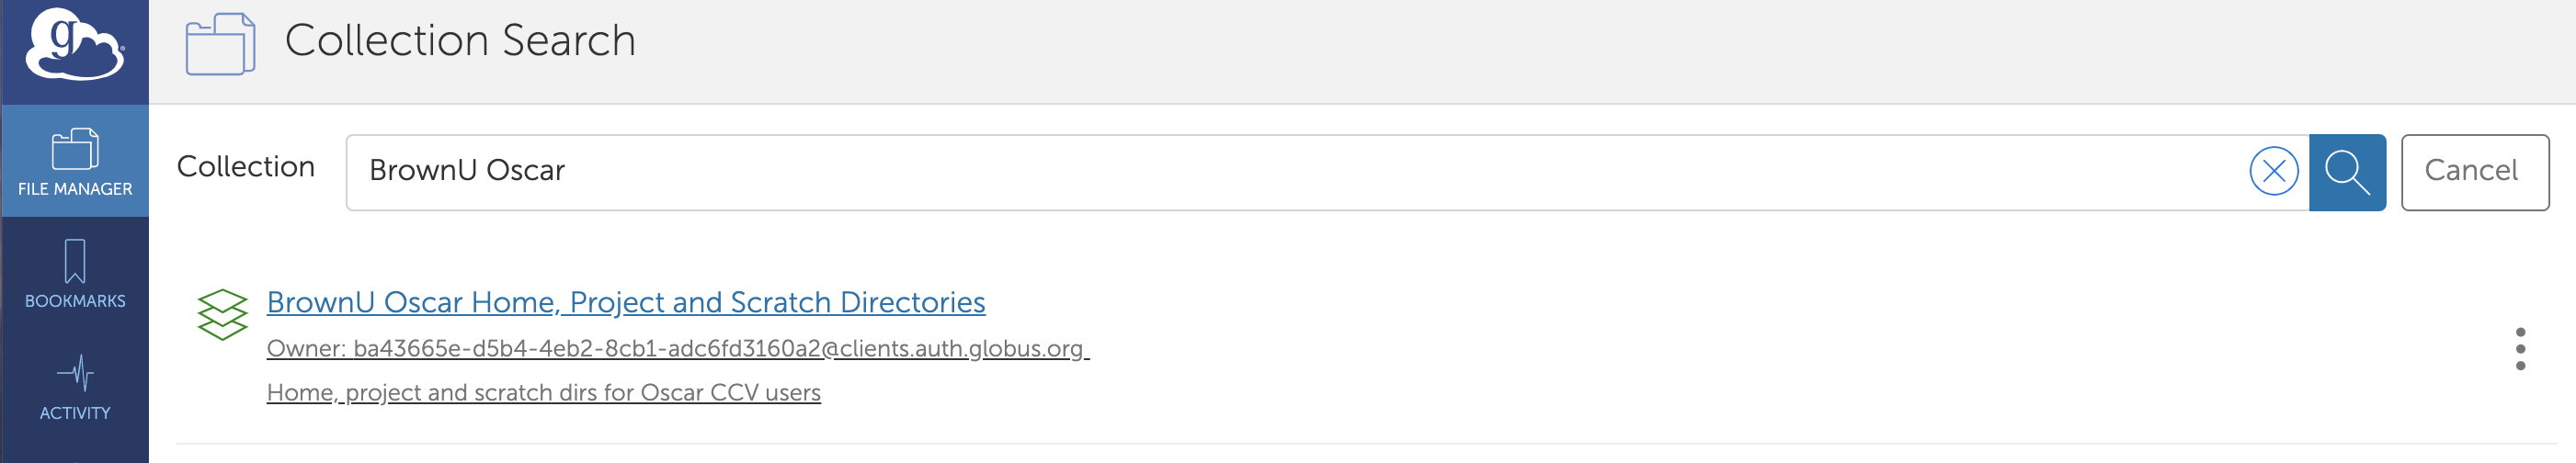 g
Collection Search
FILE MANAGER
Collection
BrownU Oscar
Cancel
BOOKMARKS
BrownU Oscar Home, Project and Scratch Directories
Owner: ba43665e-d5b4-4eb2-8cb1-adc6fd3160a2@clients.auth.globus.org
Home, project and scratch dirs for Oscar CCV users
ACTIVITY